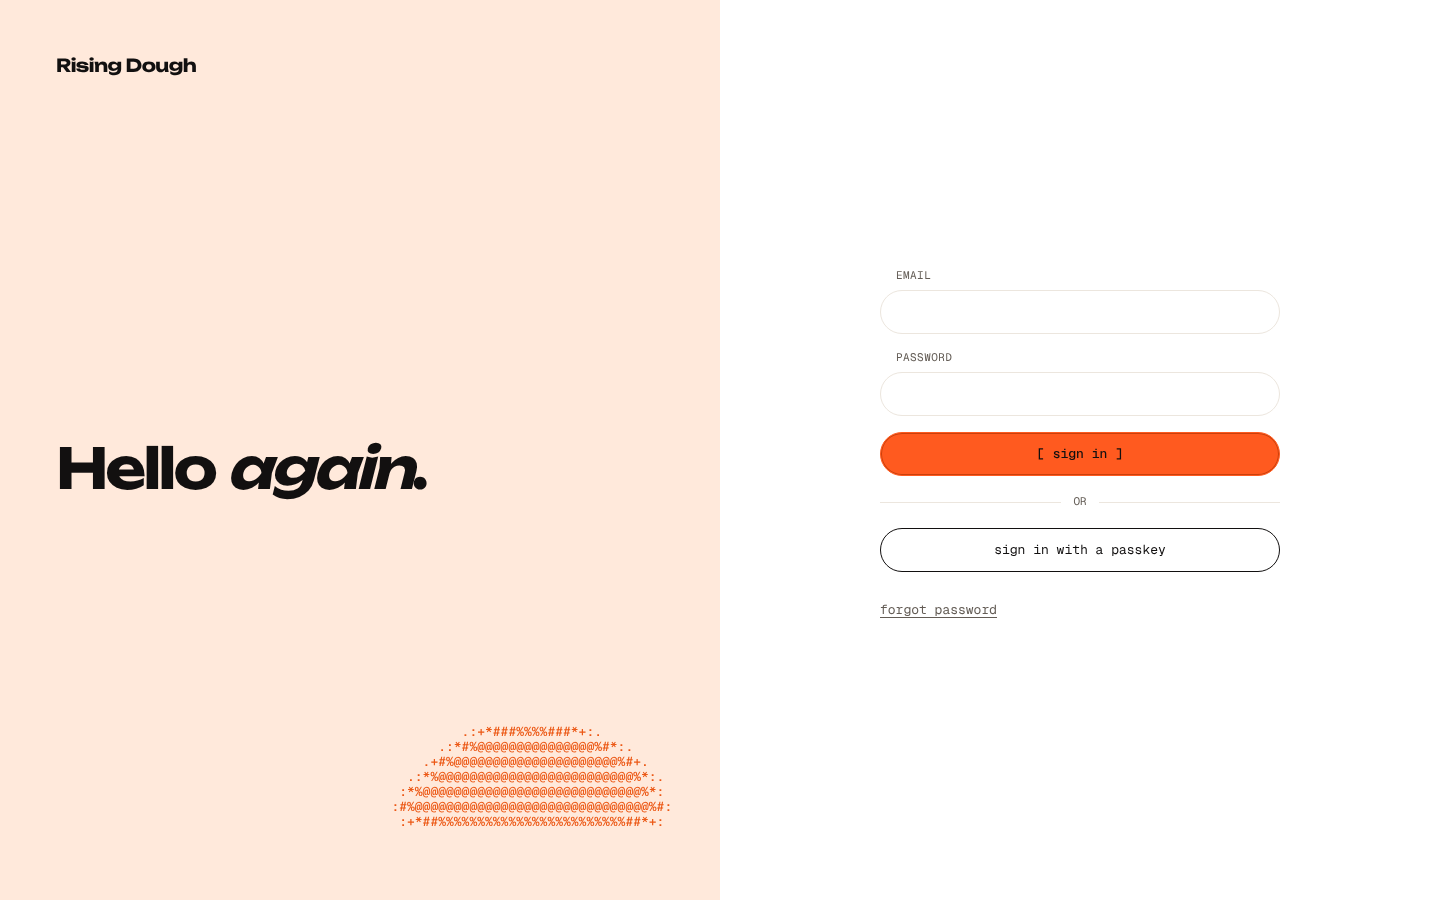 Rising Dough
Hello again.
.:+*###%%%%###*+:.
.:*#%@@@@@@@@@@@@@@@%#*:.
.+#%@@@@@@@@@@@@@@@@@@@@@%#+.
.:*%@@@@@@@@@@@@@@@@@@@@@@@@@%*:.
:*%@@@@@@@@@@@@@@@@@@@@@@@@@@@@%*:
:#%@@@@@@@@@@@@@@@@@@@@@@@@@@@@@@%#:
:+*##%%%%%%%%%%%%%%%%%%%%%%%%##*+:
EMAIL
PASSWORD
[ sign in ]
OR
sign in with a passkey
forgot password